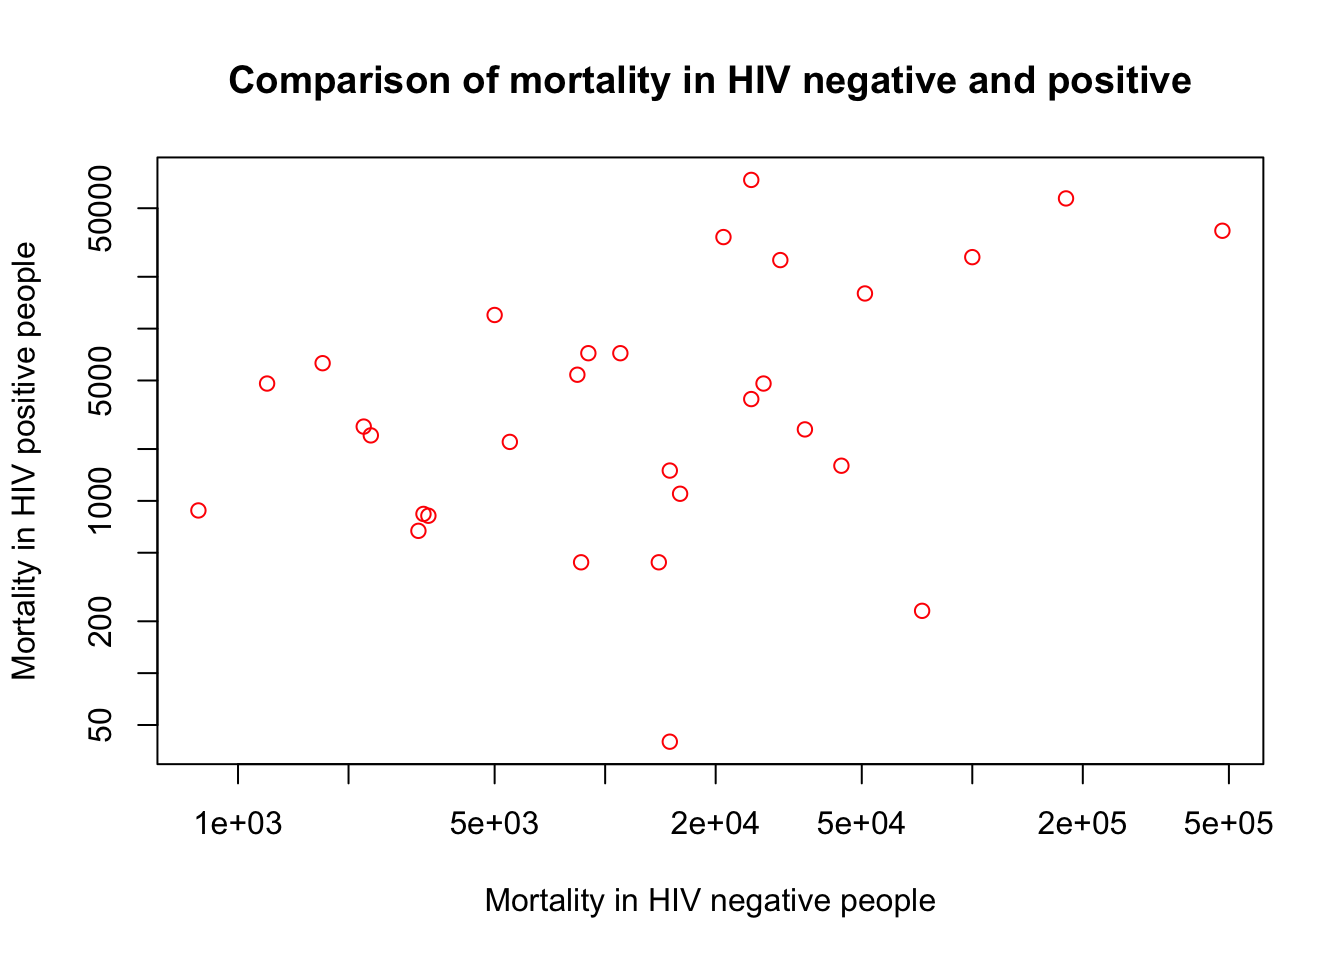 Comparison of mortality in HIV negative and positive
Mortality in HIV positive people
50000
5000
1000
200
50
1e+03 5e+03 2e+04 5e+04 2e+05 5e+05
Mortality in HIV negative people